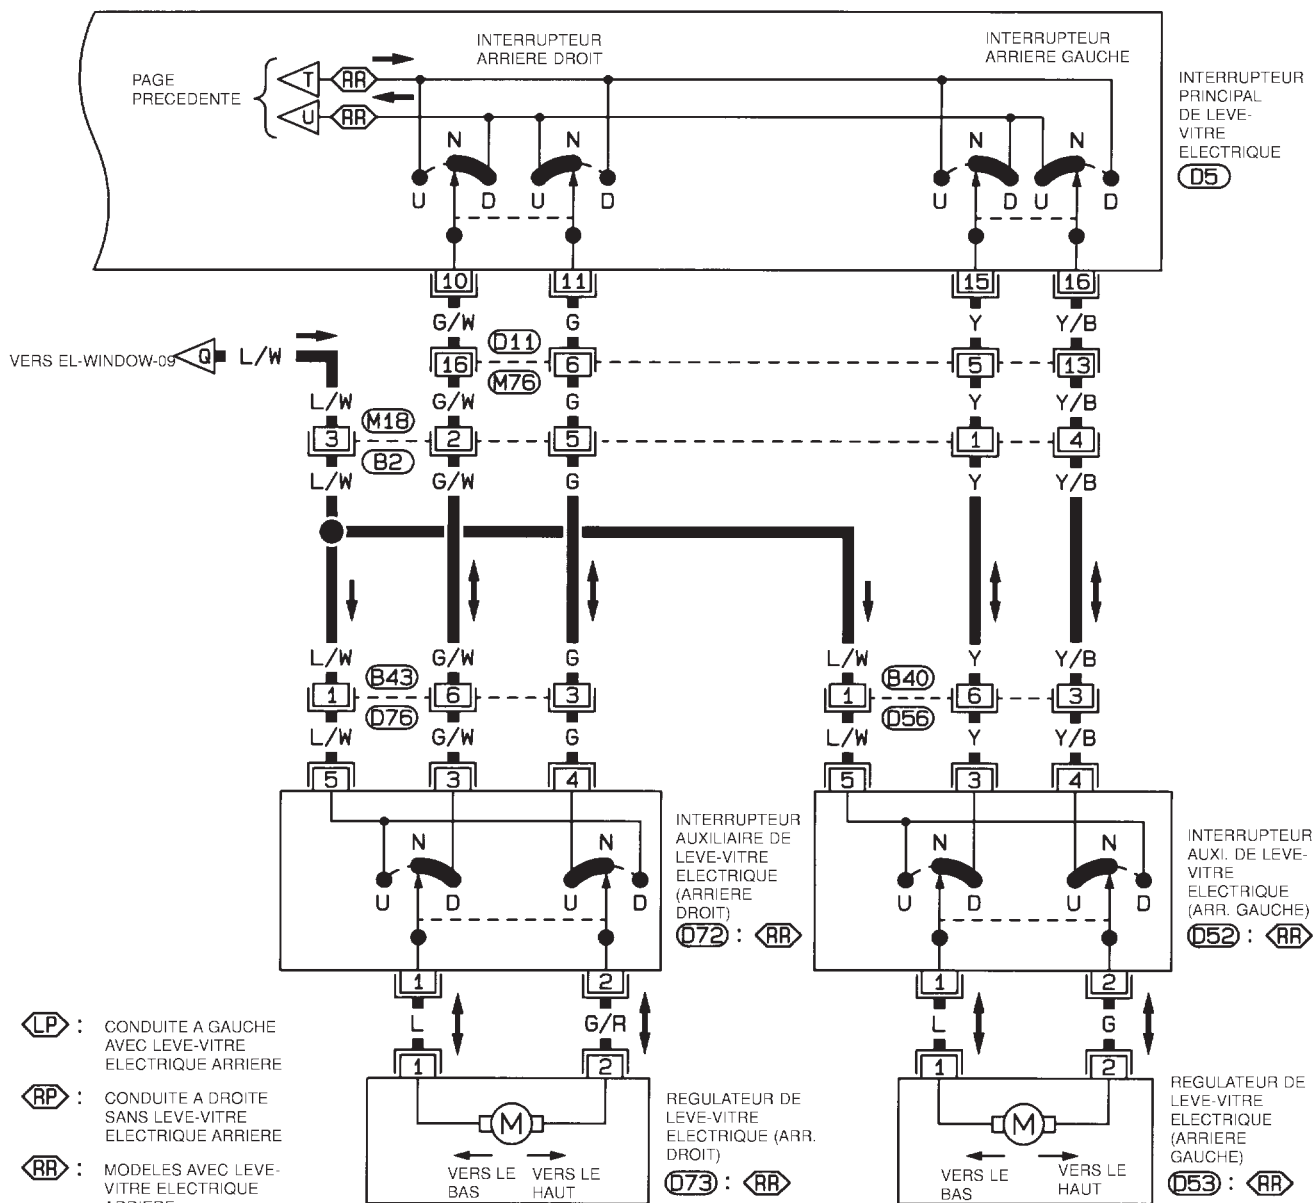 INTERRUPTEUR
ARRIERE DROIT
INTERRUPTEUR
ARRIERE GAUCHE
PAGE
PRECEDENTE
T RR
U RR
INTERRUPTEUR
PRINCIPAL
DE LEVE-
VITRE
ELECTRIQUE
D5
N N N N
U D U D U D U D
10 11 15 16
G/W G Y Y/B
VERS EL-WINDOW-09 Q L/W
D11
16 6 5 13
M76
L/W G/W G Y Y/B
M18
3 2 5 1 4
B2
L/W G/W G Y Y/B
L/W G/W G L/W Y Y/B
B43 B40
1 6 3 1 6 3
D76 D56
L/W G/W G L/W Y Y/B
5 3 4 5 3 4
N N N N
U D U D U D U D
INTERRUPTEUR
AUXILIAIRE DE
LEVE-VITRE
ELECTRIQUE
(ARRIERE
DROIT)
D72 : RR
INTERRUPTEUR
AUXI. DE LEVE-
VITRE
ELECTRIQUE
(ARR. GAUCHE)
D52 : RR
1 2 1 2
L G/R L G
1 2 1 2
M M
VERS LE
BAS
VERS LE
HAUT
REGULATEUR DE
LEVE-VITRE
ELECTRIQUE (ARR.
DROIT)
D73 : RR
VERS LE
BAS
VERS LE
HAUT
REGULATEUR DE
LEVE-VITRE
ELECTRIQUE
(ARRIERE
GAUCHE)
D53 : RR
LP : CONDUITE A GAUCHE
AVEC LEVE-VITRE
ELECTRIQUE ARRIERE
RP : CONDUITE A DROITE
SANS LEVE-VITRE
ELECTRIQUE ARRIERE
RR : MODELES AVEC LEVE-
VITRE ELECTRIQUE